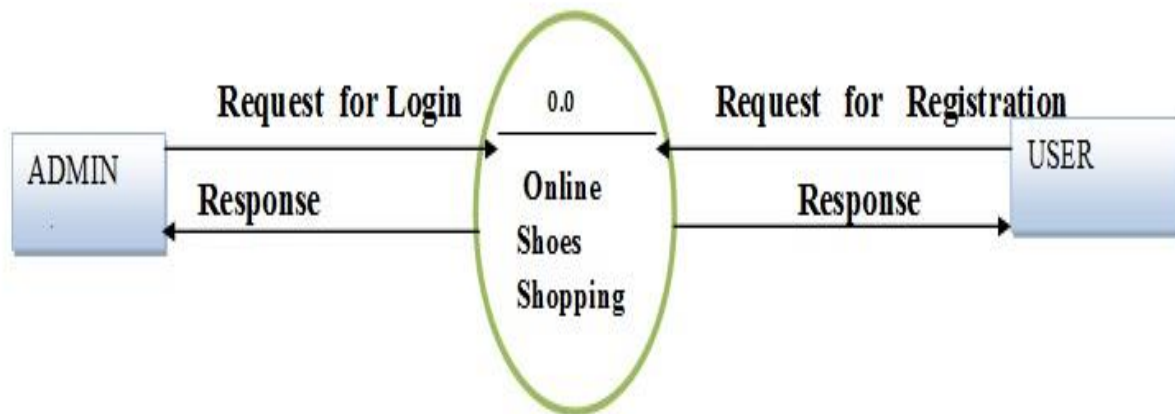 Request for Login
0.0
Request for Registration
ADMIN
USER
Online
Shoes
Shopping
Response
Response